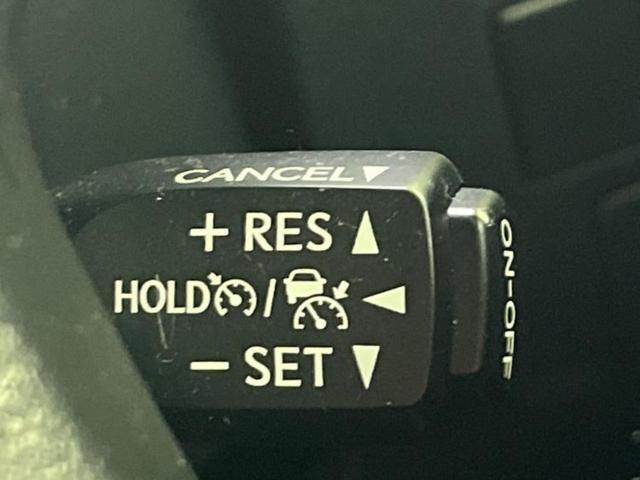 CANCEL▼
+ RES ▲
HOLD / ◀
− SET ▼
ON-OFF